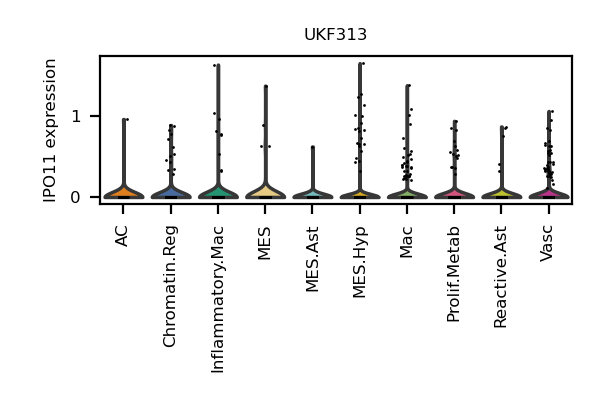 UKF313
IPO11 expression
1
0
AC
Chromatin.Reg
Inflammatory.Mac
MES
MES.Ast
MES.Hyp
Mac
Prolif.Metab
Reactive.Ast
Vasc